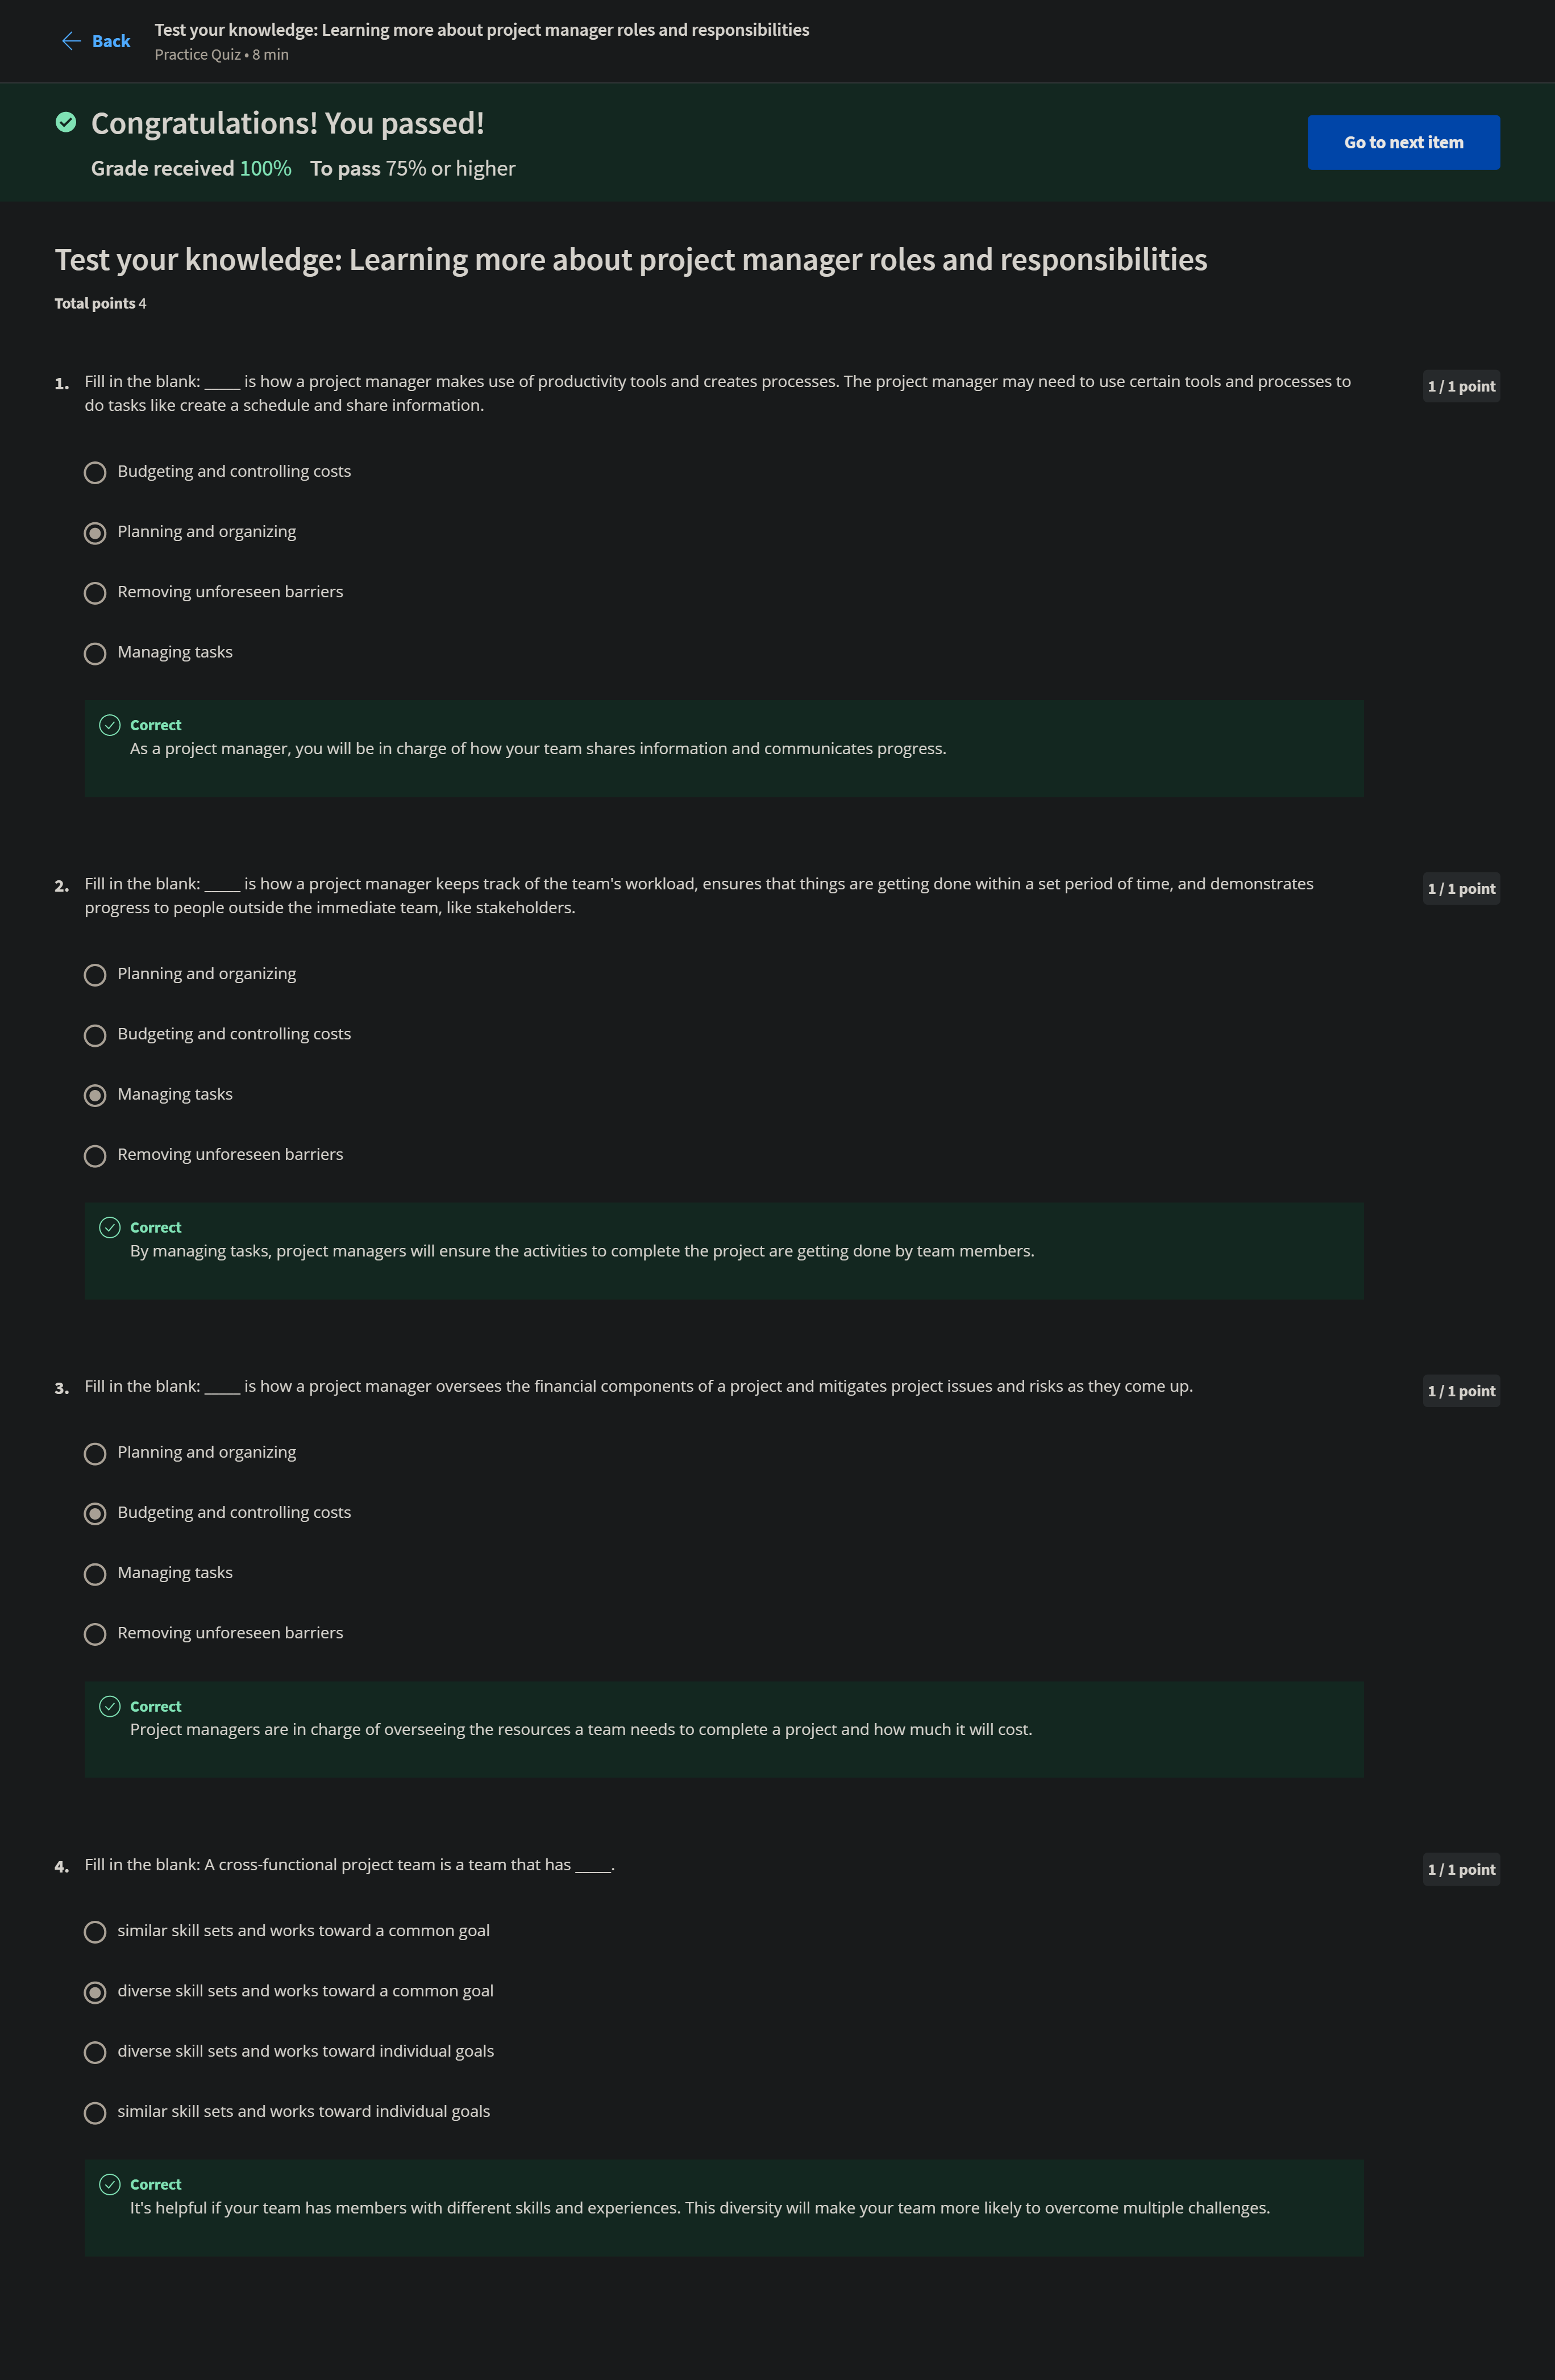 Back
Test your knowledge: Learning more about project manager roles and responsibilities
Practice Quiz • 8 min
Congratulations! You passed!
Grade received 100% To pass 75% or higher
Go to next item
Test your knowledge: Learning more about project manager roles and responsibilities
Total points 4
1. Fill in the blank: _____ is how a project manager makes use of productivity tools and creates processes. The project manager may need to use certain tools and processes to
do tasks like create a schedule and share information.
1 / 1 point
Budgeting and controlling costs
Planning and organizing
Removing unforeseen barriers
Managing tasks
Correct
As a project manager, you will be in charge of how your team shares information and communicates progress.
2. Fill in the blank: _____ is how a project manager keeps track of the team's workload, ensures that things are getting done within a set period of time, and demonstrates
progress to people outside the immediate team, like stakeholders.
1 / 1 point
Planning and organizing
Budgeting and controlling costs
Managing tasks
Removing unforeseen barriers
Correct
By managing tasks, project managers will ensure the activities to complete the project are getting done by team members.
3. Fill in the blank: _____ is how a project manager oversees the financial components of a project and mitigates project issues and risks as they come up.
1 / 1 point
Planning and organizing
Budgeting and controlling costs
Managing tasks
Removing unforeseen barriers
Correct
Project managers are in charge of overseeing the resources a team needs to complete a project and how much it will cost.
4. Fill in the blank: A cross-functional project team is a team that has _____.
1 / 1 point
similar skill sets and works toward a common goal
diverse skill sets and works toward a common goal
diverse skill sets and works toward individual goals
similar skill sets and works toward individual goals
Correct
It's helpful if your team has members with different skills and experiences. This diversity will make your team more likely to overcome multiple challenges.